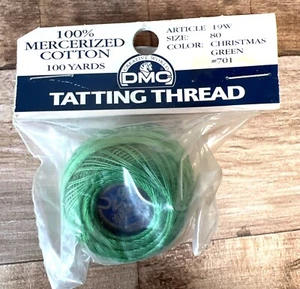 100%
MERCERIZED
COTTON
100 YARDS
ARTICLE 19W
SIZE: 80
COLOR: CHRISTMAS
GREEN
#701
DMC
TATTING THREAD